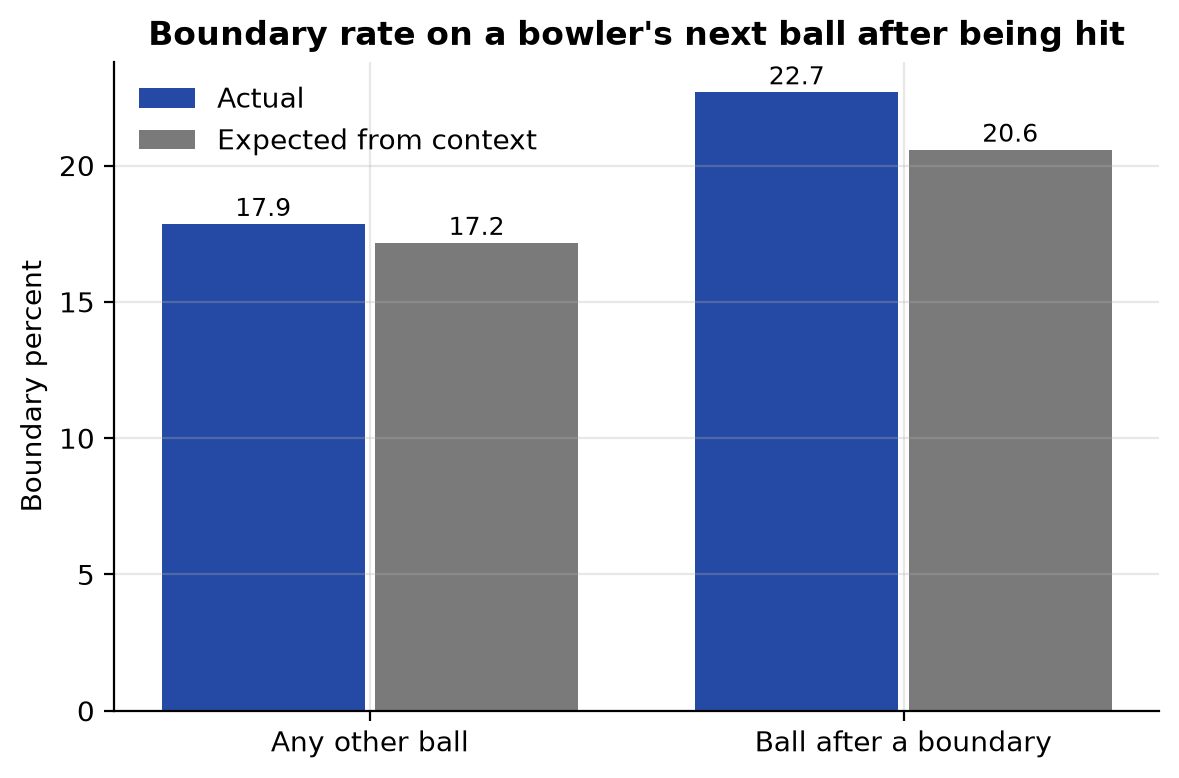 Boundary rate on a bowler's next ball after being hit
Actual
Expected from context
Boundary percent
20
15
10
5
0
17.9
17.2
22.7
20.6
Any other ball
Ball after a boundary